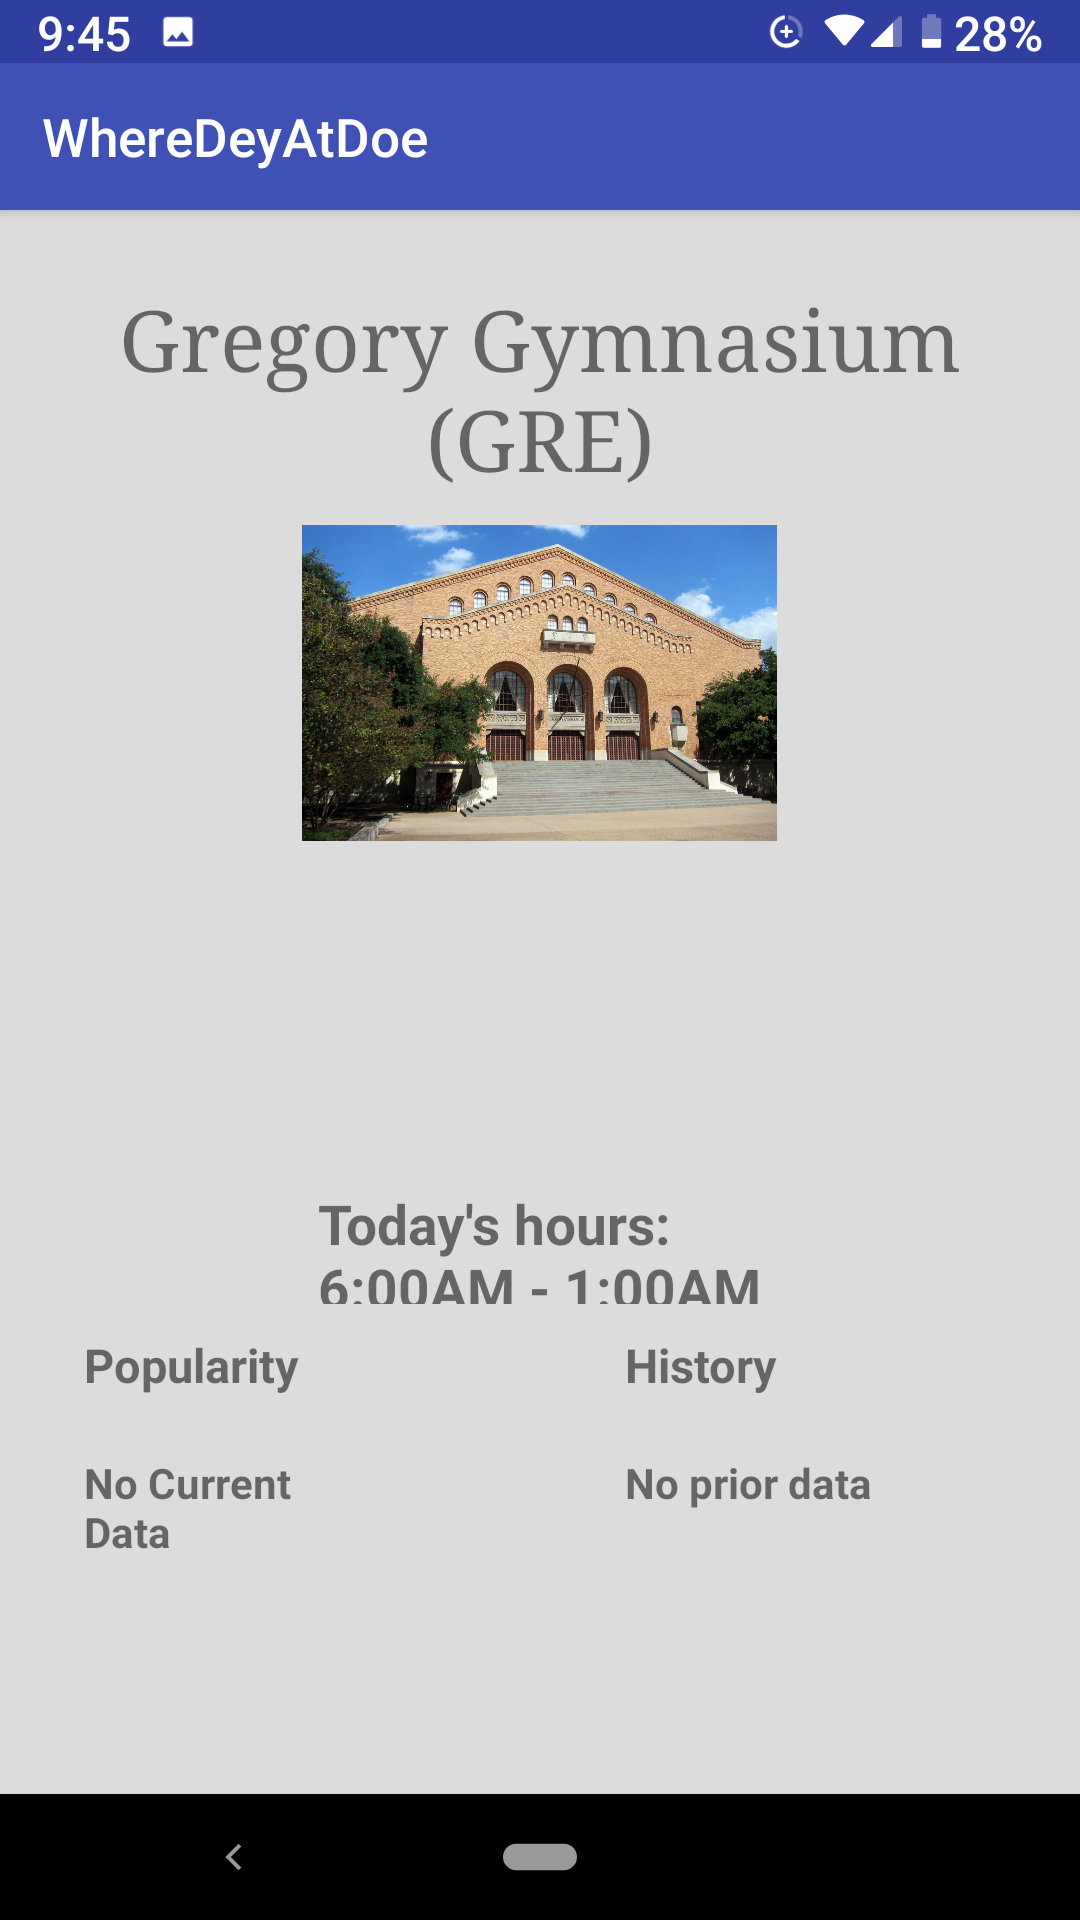 9:45
28%
WhereDeyAtDoe
Gregory Gymnasium
(GRE)
Today's hours:
6:00AM - 1:00AM
Popularity
History
No Current
Data
No prior data